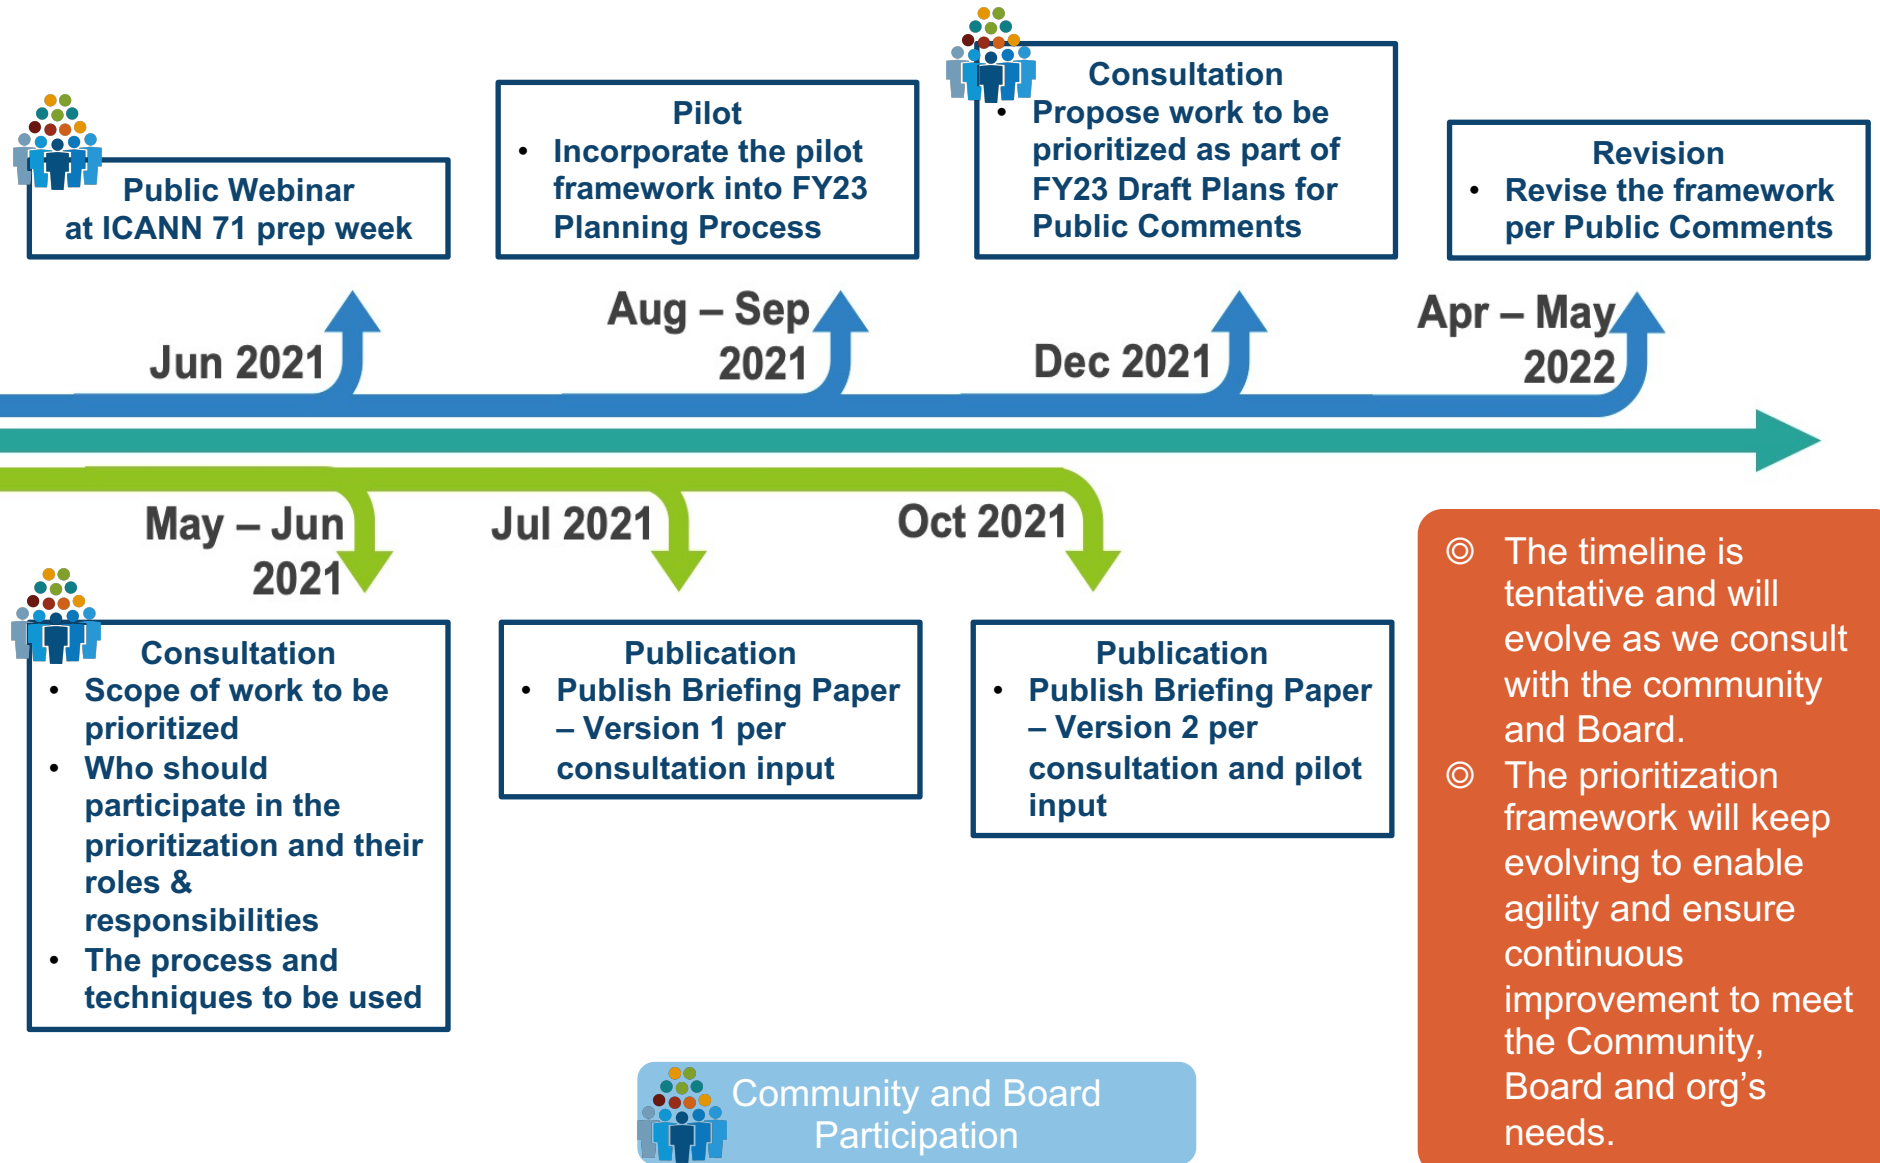 Public Webinar
at ICANN 71 prep week
Pilot
• Incorporate the pilot
framework into FY23
Planning Process
Consultation
• Propose work to be
prioritized as part of
FY23 Draft Plans for
Public Comments
Revision
• Revise the framework
per Public Comments
Jun 2021
Aug – Sep
2021
Dec 2021
Apr – May
2022
May – Jun
2021
Jul 2021
Oct 2021
Consultation
• Scope of work to be
prioritized
• Who should
participate in the
prioritization and their
roles &
responsibilities
• The process and
techniques to be used
Publication
• Publish Briefing Paper
– Version 1 per
consultation input
Publication
• Publish Briefing Paper
– Version 2 per
consultation and pilot
input
◎ The timeline is
tentative and will
evolve as we consult
with the community
and Board.
◎ The prioritization
framework will keep
evolving to enable
agility and ensure
continuous
improvement to meet
the Community,
Board and org’s
needs.
Community and Board
Participation